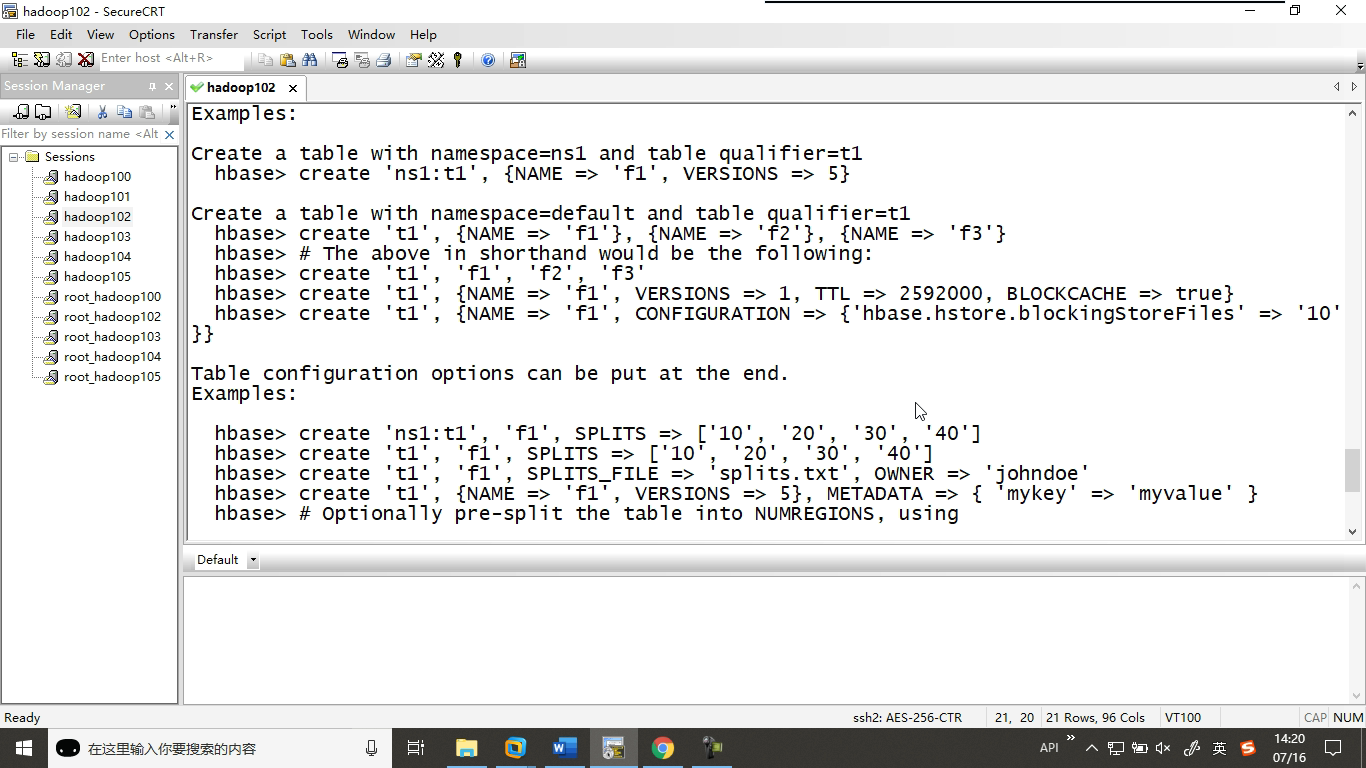 hadoop102 - SecureCRT
File Edit View Options Transfer Script Tools Window Help
Enter host <Alt+R>
Session Manager
hadoop102
Filter by session name <Alt
Sessions
hadoop100
hadoop101
hadoop102
hadoop103
hadoop104
hadoop105
root_hadoop100
root_hadoop102
root_hadoop103
root_hadoop104
root_hadoop105
Examples:
Create a table with namespace=ns1 and table qualifier=t1
hbase> create 'ns1:t1', {NAME => 'f1', VERSIONS => 5}
Create a table with namespace=default and table qualifier=t1
hbase> create 't1', {NAME => 'f1'}, {NAME => 'f2'}, {NAME => 'f3'}
hbase> # The above in shorthand would be the following:
hbase> create 't1', 'f1', 'f2', 'f3'
hbase> create 't1', {NAME => 'f1', VERSIONS => 1, TTL => 2592000, BLOCKCACHE => true}
hbase> create 't1', {NAME => 'f1', CONFIGURATION => {'hbase.hstore.blockingStoreFiles' => '10'
}}
Table configuration options can be put at the end.
Examples:
hbase> create 'ns1:t1', 'f1', SPLITS => ['10', '20', '30', '40']
hbase> create 't1', 'f1', SPLITS => ['10', '20', '30', '40']
hbase> create 't1', 'f1', SPLITS_FILE => 'splits.txt', OWNER => 'johndoe'
hbase> create 't1', {NAME => 'f1', VERSIONS => 5}, METADATA => { 'mykey' => 'myvalue' }
hbase> # Optionally pre-split the table into NUMREGIONS, using
Default
Ready
ssh2: AES-256-CTR 21, 20 21 Rows, 96 Cols VT100 CAP NUM
在这里输入你要搜索的内容
API
英
14:20
07/16